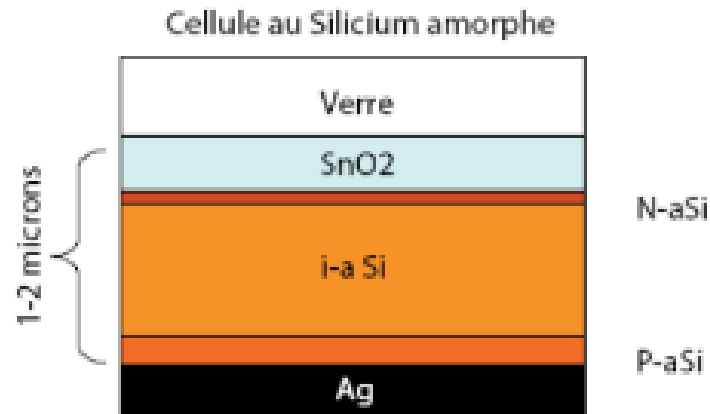 Cellule au Silicium amorphe
Verre
SnO2
N-aSi
1-2 microns
i-a Si
P-aSi
Ag